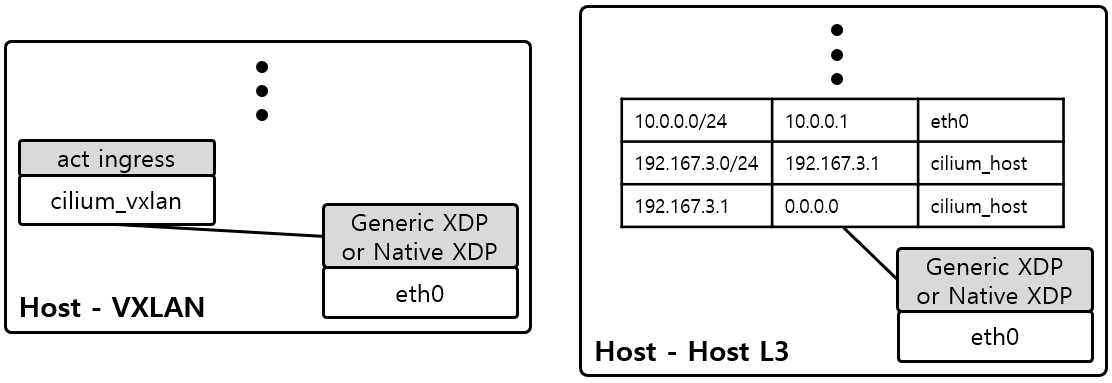 act ingress
cilium_vxlan
Generic XDP
or Native XDP
eth0
Host - VXLAN
10.0.0.0/24 10.0.0.1 eth0
192.167.3.0/24 192.167.3.1 cilium_host
192.167.3.1 0.0.0.0 cilium_host
Generic XDP
or Native XDP
eth0
Host - Host L3